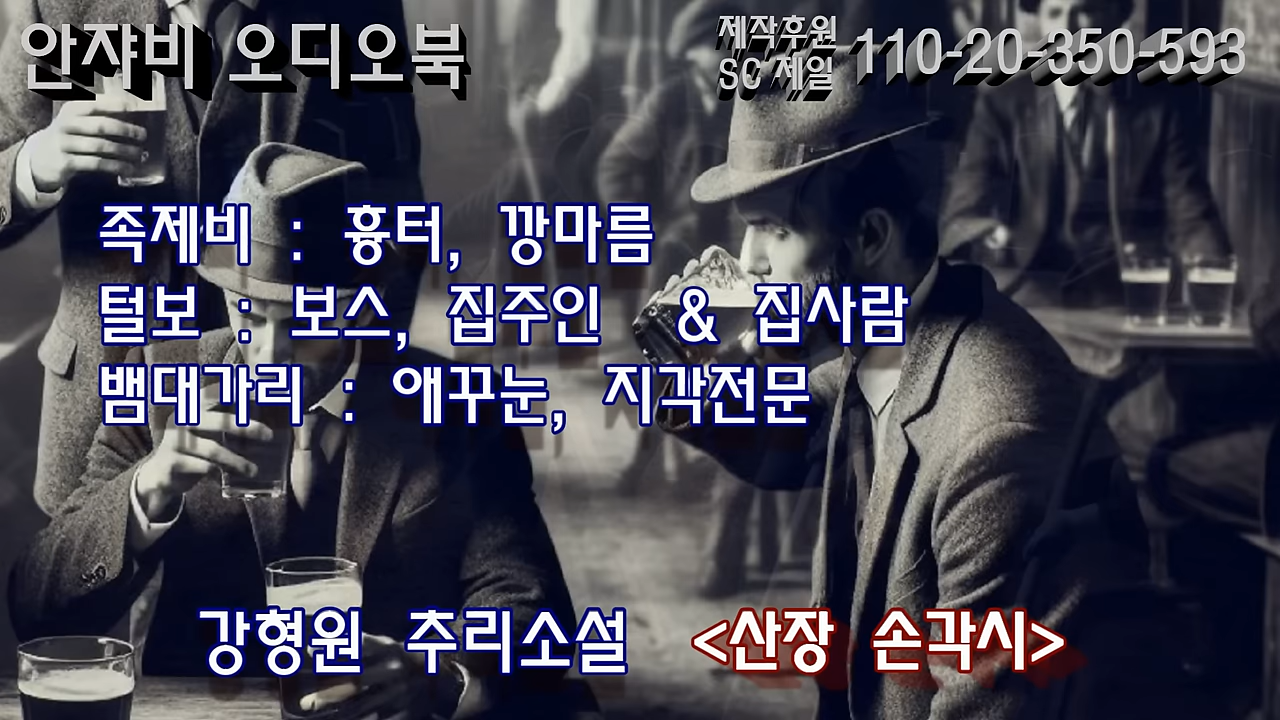 안쟈비 오디오북
제작후원
SC 제일
110-20-350-593
족제비 : 흉터, 깡마름
털보 : 보스, 집주인 & 집사람
뱀대가리 : 애꾸눈, 지각전문
강형원 추리소설 <산장 손각시>